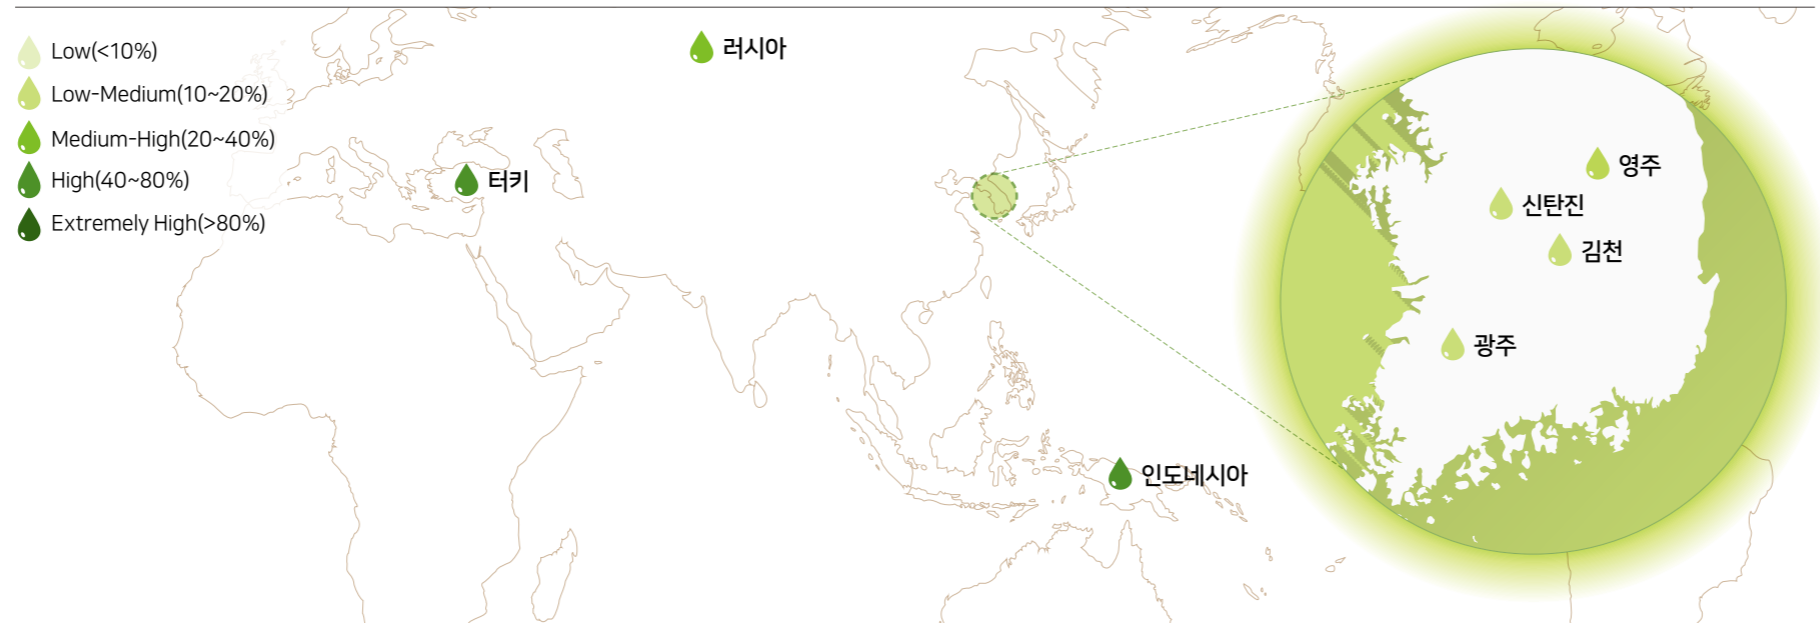 Low(<10%)
Low-Medium(10~20%)
Medium-High(20~40%)
High(40~80%)
Extremely High(>80%)
러시아
터키
인도네시아
영주
신탄진
김천
광주